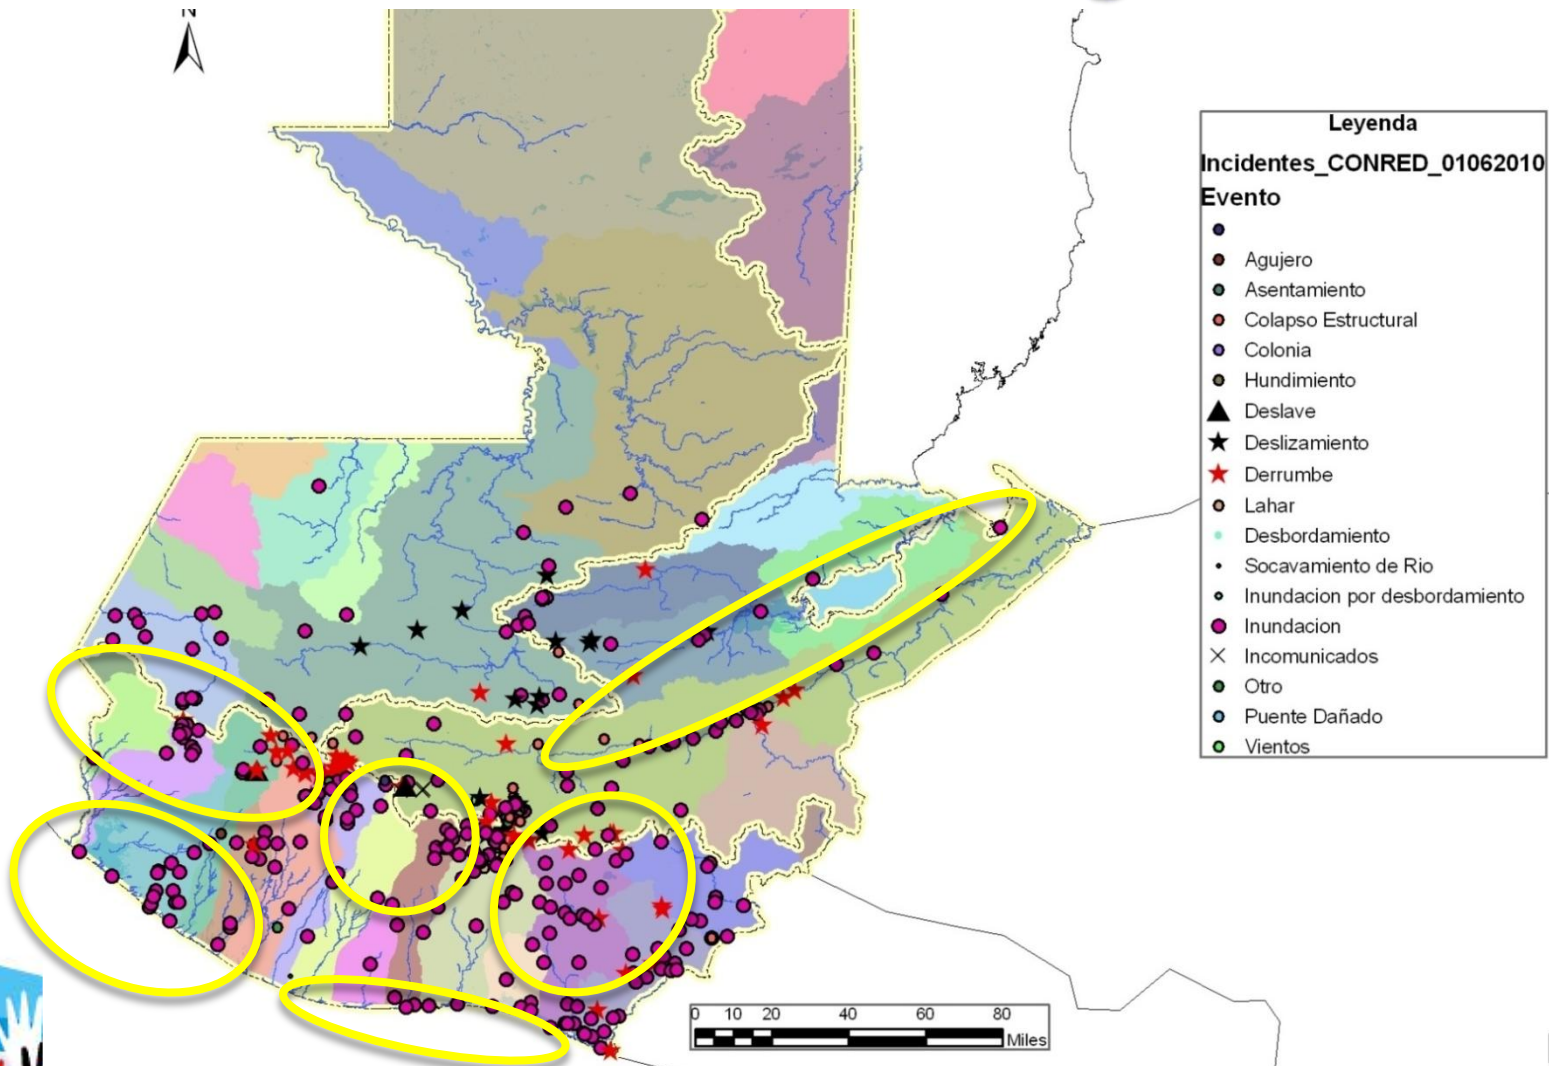 N
Leyenda
Incidentes_CONRED_01062010
Evento
Agujero
Asentamiento
Colapso Estructural
Colonia
Hundimiento
Deslave
Deslizamiento
Derrumbe
Lahar
Desbordamiento
Socavamiento de Rio
Inundacion por desbordamiento
Inundacion
Incomunicados
Otro
Puente Dañado
Vientos
0 10 20 40 60 80
Miles